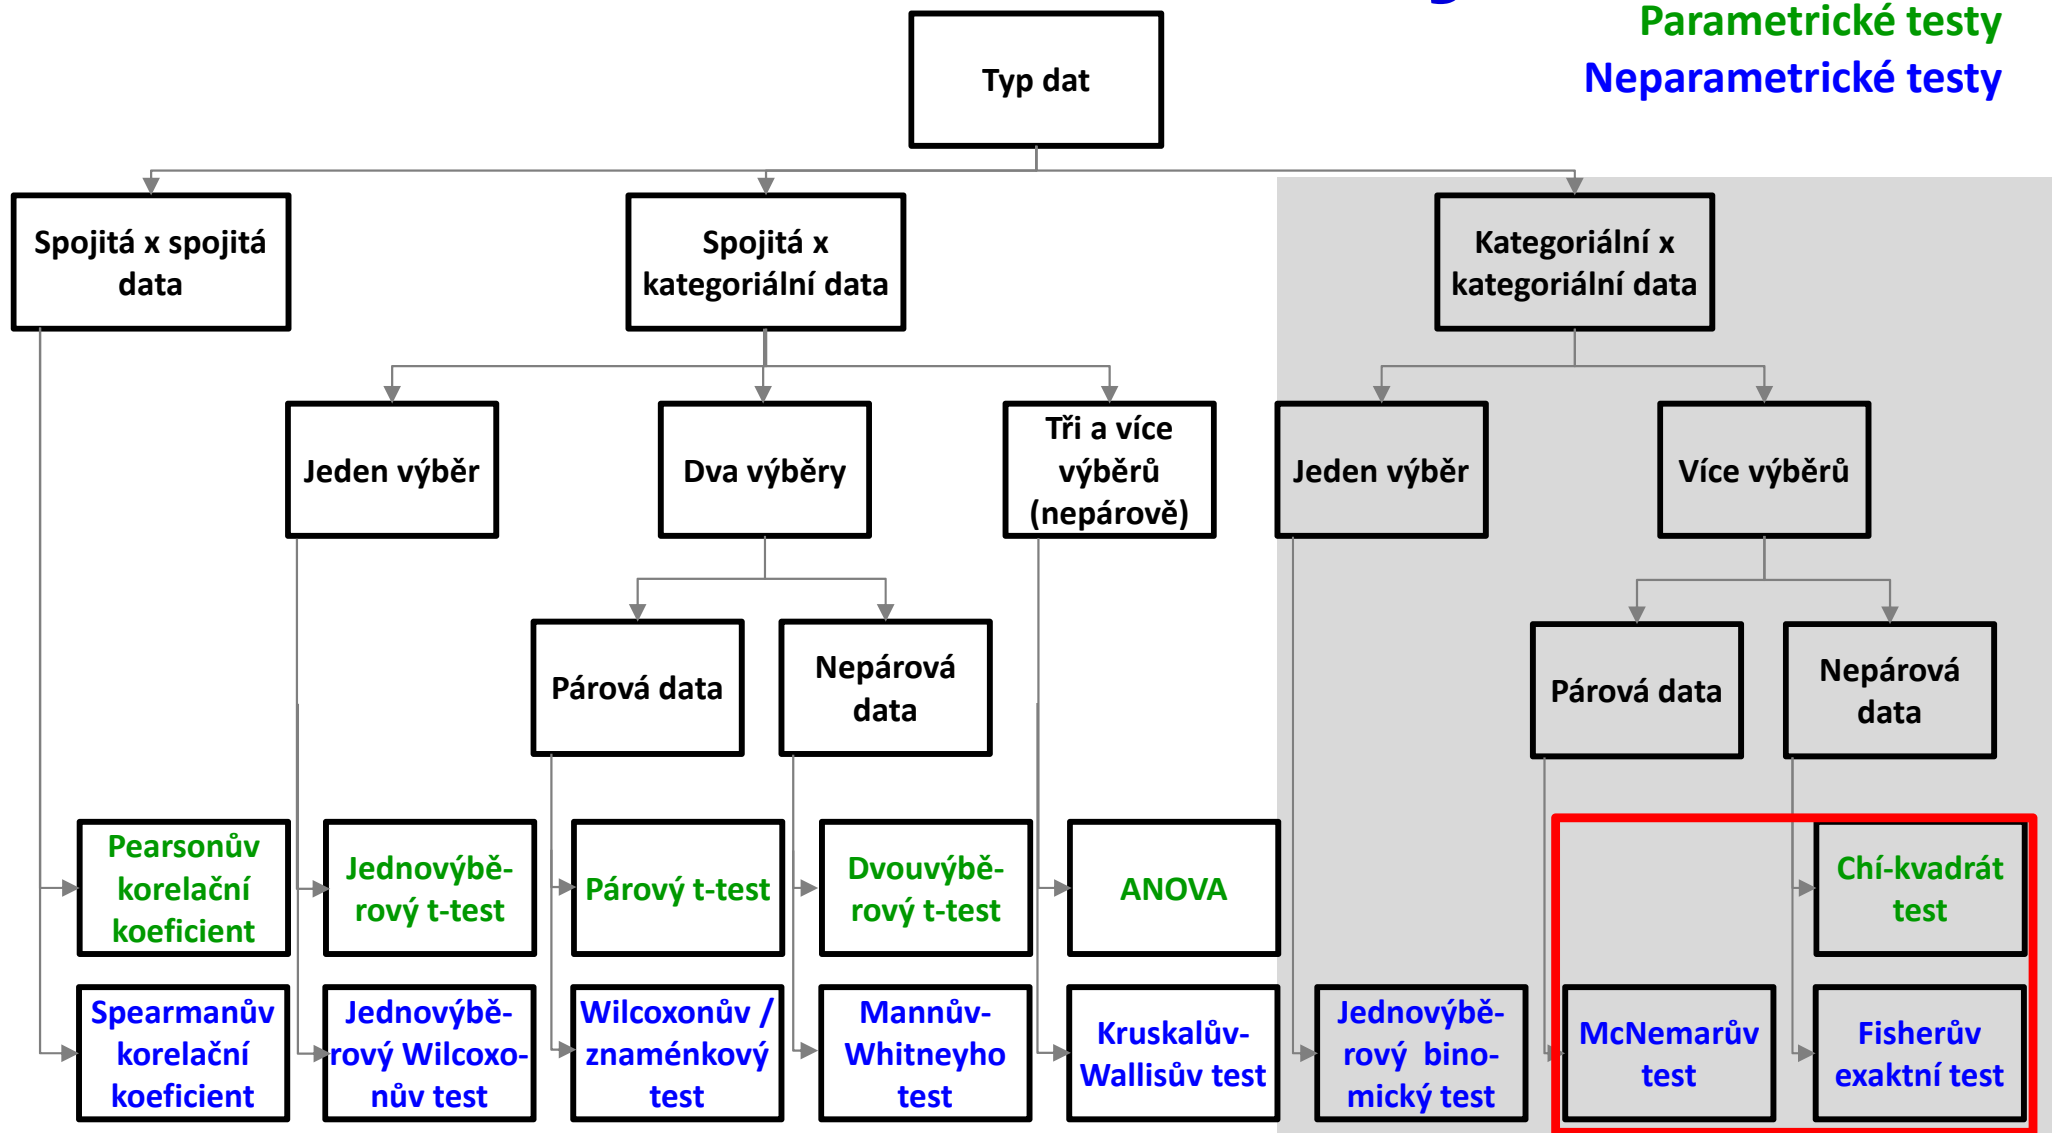 Parametrické testy
Neparametrické testy
Typ dat
Spojitá x spojitá
data
Spojitá x
kategoriální data
Kategoriální x
kategoriální data
Jeden výběr
Dva výběry
Tři a více
výběrů
(nepárově)
Jeden výběr
Více výběrů
Párová data
Nepárová
data
Párová data
Nepárová
data
Pearsonův
korelační
koeficient
Jednovýbě-
rový t-test
Párový t-test
Dvouvýbě-
rový t-test
ANOVA
Chí-kvadrát
test
Spearmanův
korelační
koeficient
Jednovýbě-
rový Wilcoxo-
nův test
Wilcoxonův /
znaménkový
test
Mannův-
Whitneyho
test
Kruskalův-
Wallisův test
Jednovýbě-
rový bino-
mický test
McNemarův
test
Fisherův
exaktní test